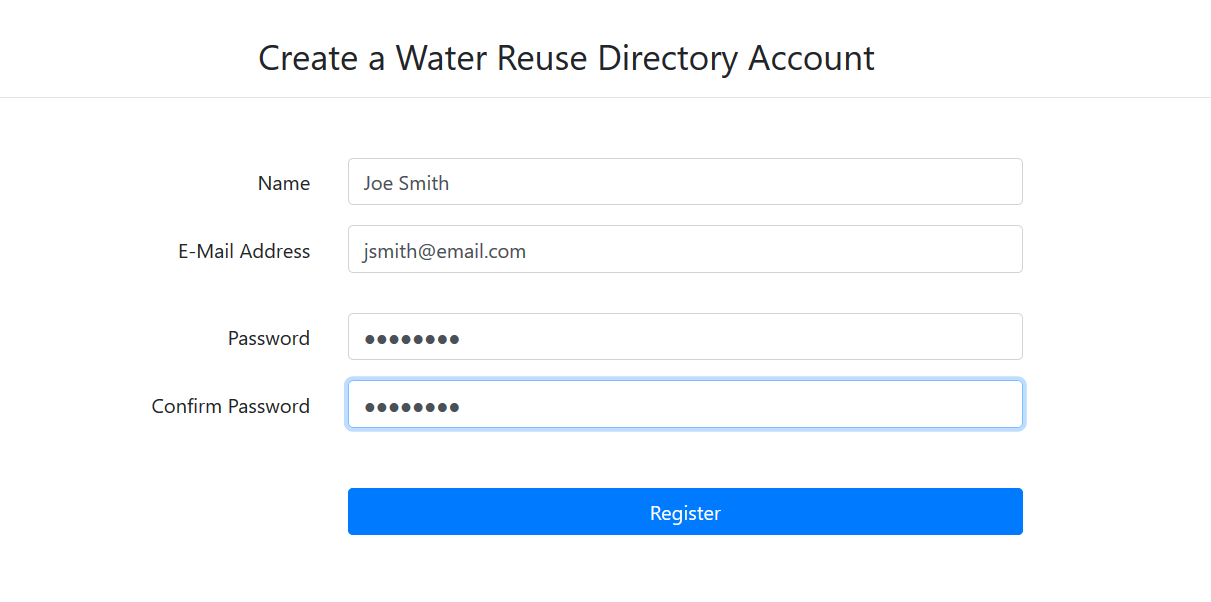 Create a Water Reuse Directory Account
Name Joe Smith
E-Mail Address jsmith@email.com
Password ●●●●●●●●
Confirm Password ●●●●●●●●
Register